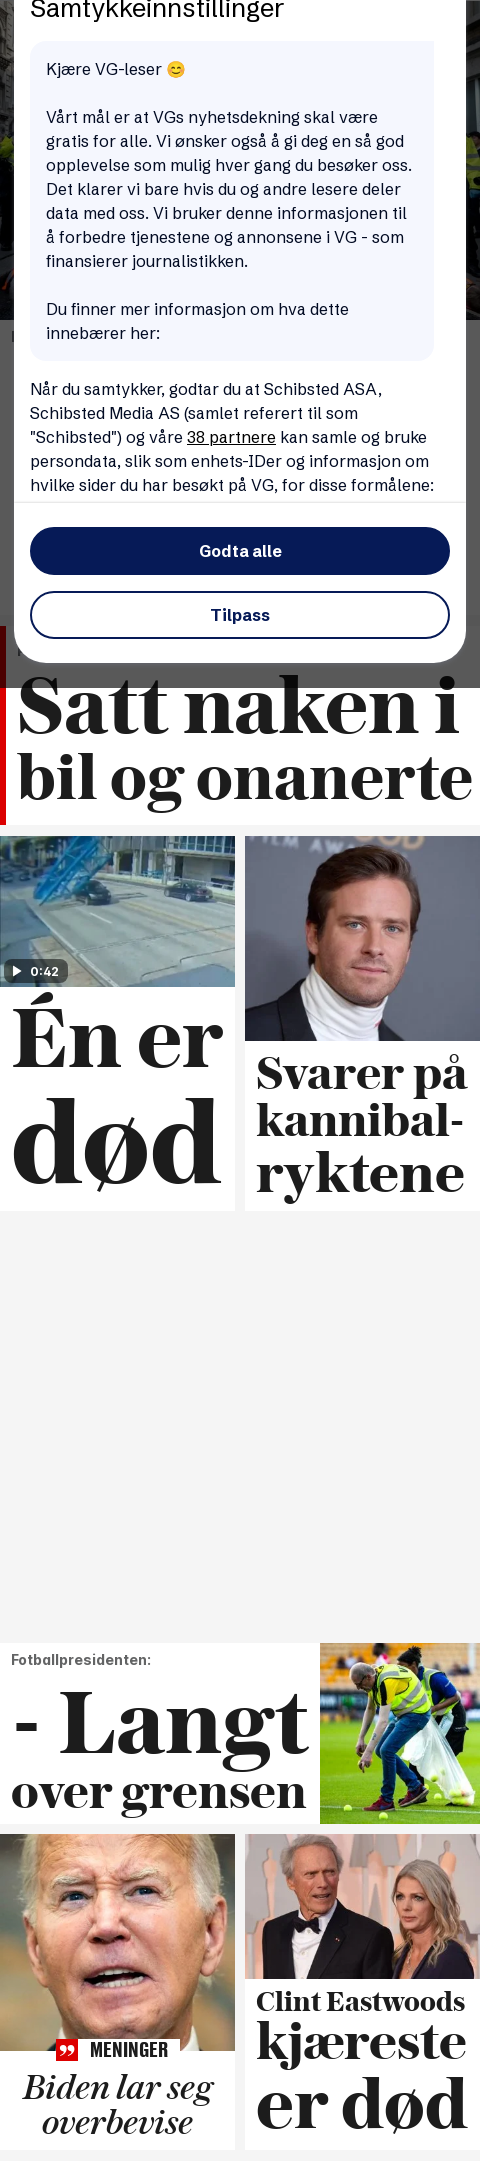 Samtykkeinnstillinger
Kjære VG-leser 😊
Vårt mål er at VGs nyhetsdekning skal være
gratis for alle. Vi ønsker også å gi deg en så god
opplevelse som mulig hver gang du besøker oss.
Det klarer vi bare hvis du og andre lesere deler
data med oss. Vi bruker denne informasjonen til
å forbedre tjenestene og annonsene i VG - som
finansierer journalistikken.
Du finner mer informasjon om hva dette
innebærer her:
Når du samtykker, godtar du at Schibsted ASA,
Schibsted Media AS (samlet referert til som
"Schibsted") og våre 38 partnere kan samle og bruke
persondata, slik som enhets-IDer og informasjon om
hvilke sider du har besøkt på VG, for disse formålene:
Godta alle
Tilpass
Satt naken i
bil og onanerte
0:42
Én er
død
Svarer på
kannibal-
ryktene
Fotballpresidenten:
- Langt
over grensen
MENINGER
Biden lar seg
overbevise
Clint Eastwoods
kjæreste
er død